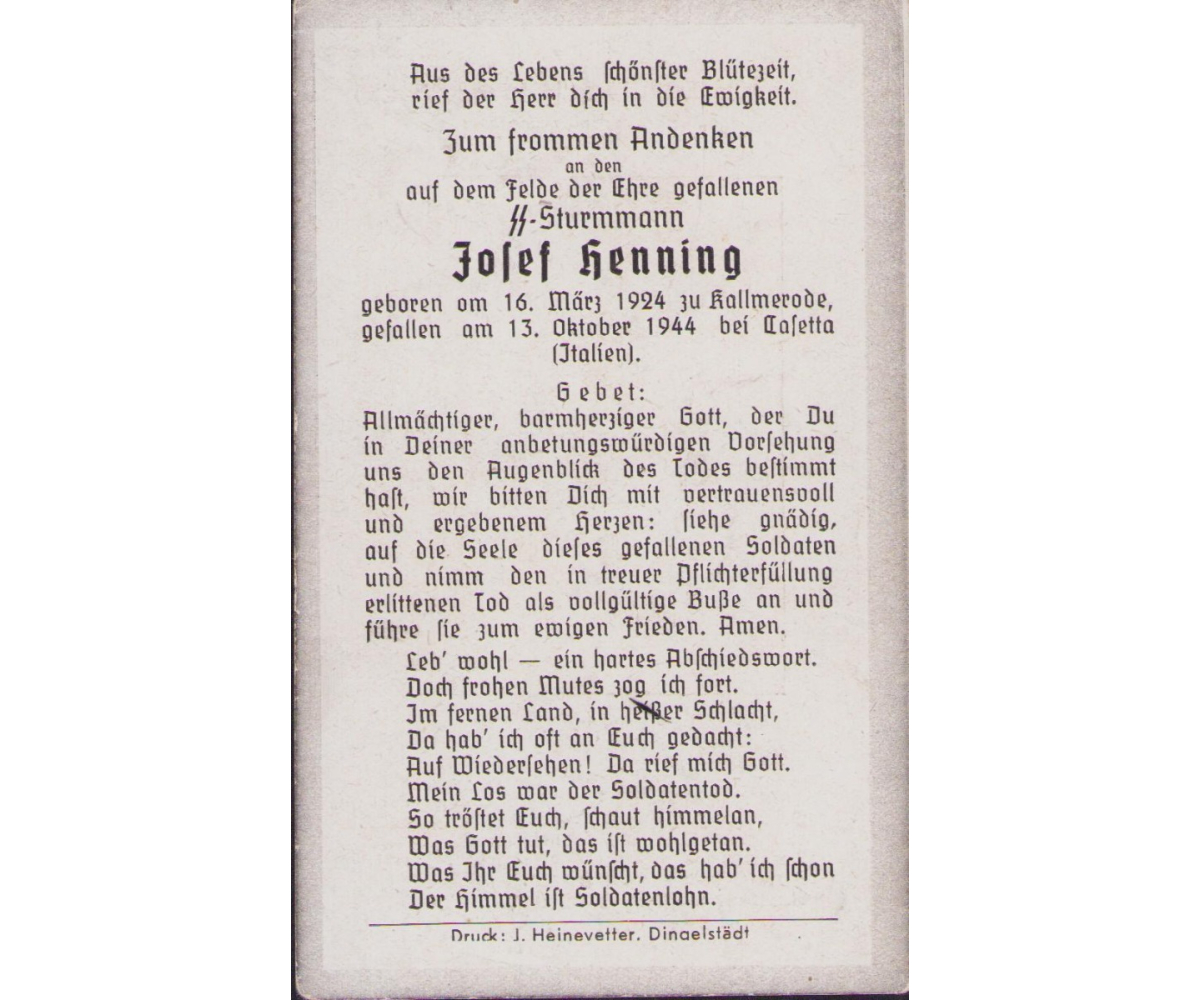 Aus des Lebens schönster Blütezeit,
rief der Herr dich in die Ewigkeit.
Zum frommen Andenken
an den
auf dem Felde der Ehre gefallenen
SS-Sturmmann
Josef Henning
geboren om 16. März 1924 zu Kallmerode,
gefallen am 13. Oktober 1944 bei Casetta
(Italien).
Gebet:
Allmächtiger, barmherziger Gott, der Du
in Deiner anbetungswürdigen Vorsehung
uns den Augenblick des Todes bestimmt
hast, wir bitten Dich mit vertrauensvoll
und ergebenem Herzen: siehe gnädig,
auf die Seele dieses gefallenen Soldaten
und nimm den in treuer Pflichterfüllung
erlittenen Tod als vollgültige Buße an und
führe sie zum ewigen Frieden. Amen.
Leb' wohl — ein hartes Abschiedswort.
Doch frohen Mutes zog ich fort.
Im fernen Land, in heißer Schlacht,
Da hab' ich oft an Euch gedacht:
Auf Wiedersehen! Da rief mich Gott.
Mein Los war der Soldatentod.
So tröstet Euch, schaut himmelan,
Was Gott tut, das ist wohlgetan.
Was Ihr Euch wünscht, das hab' ich schon
Der Himmel ist Soldatenlohn.
Druck: J. Heinevetter, Dingelstädt